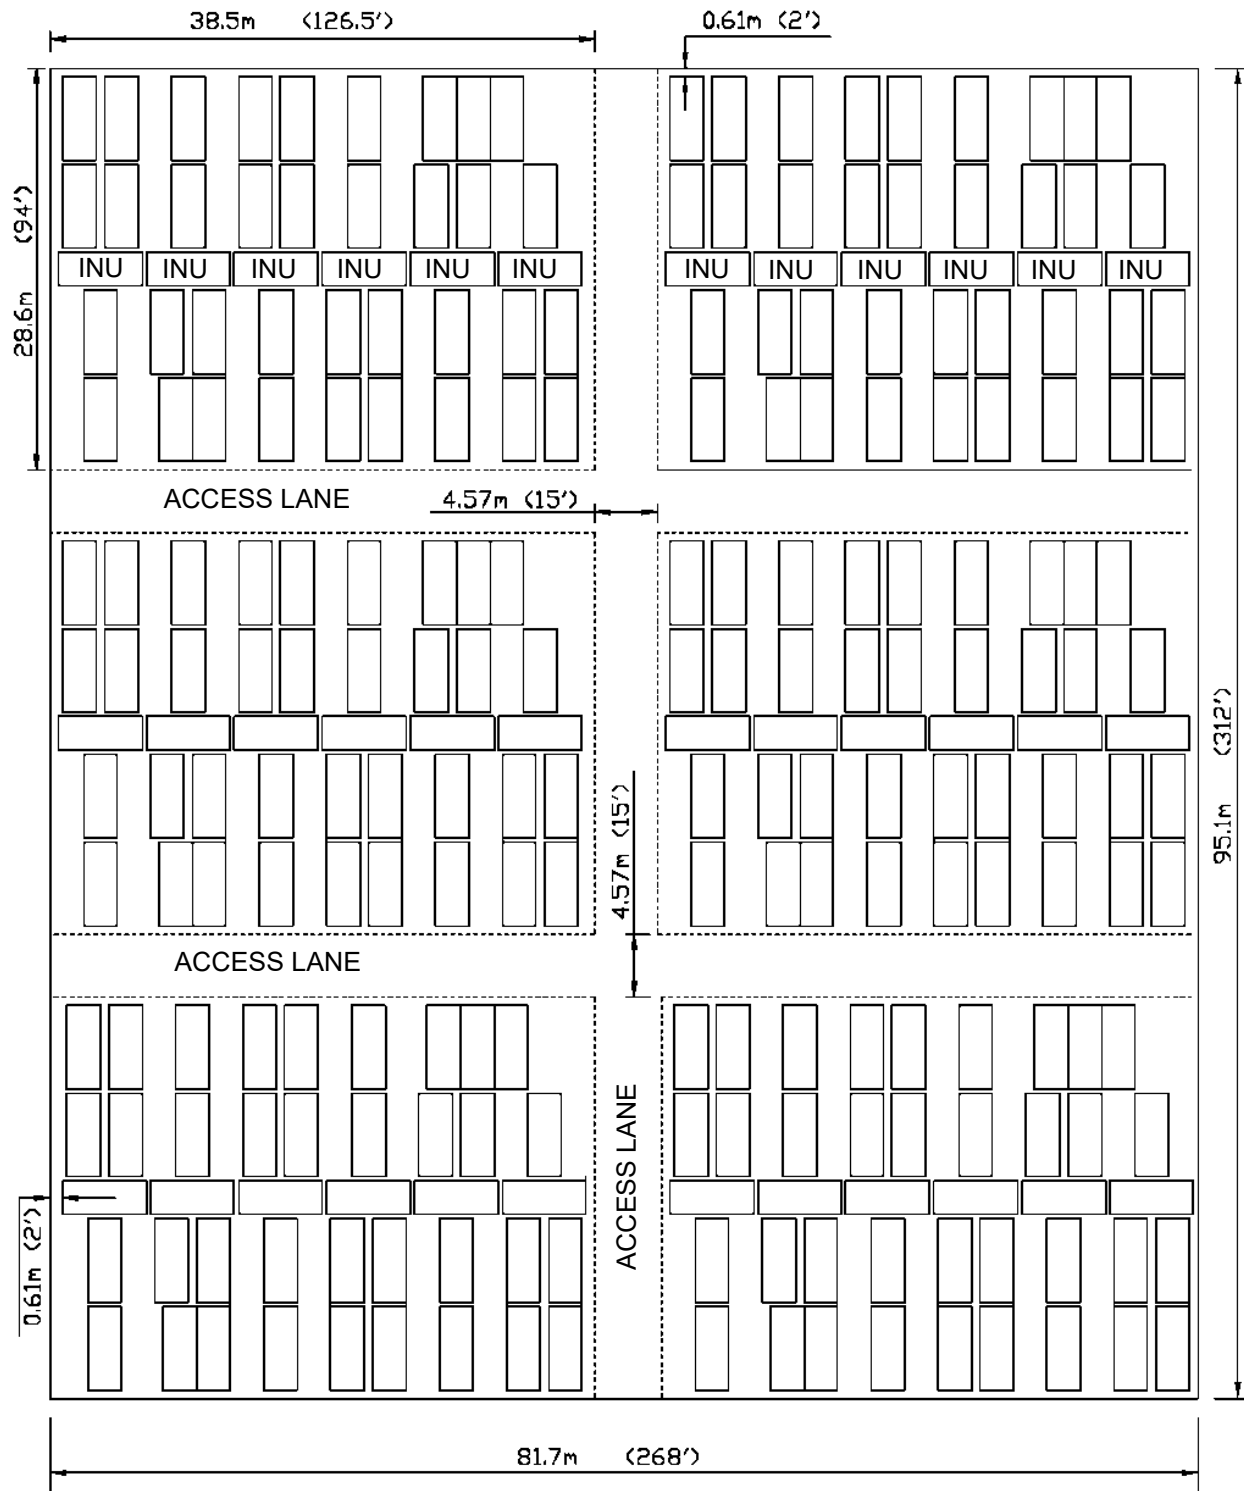 38.5m (126.5')
0.61m (2')
28.6m (94')
INU INU INU INU INU INU
INU INU INU INU INU INU
ACCESS LANE
4.57m (15')
95.1m (312')
4.57m (15')
ACCESS LANE
ACCESS LANE
0.61m (2')
81.7m (268')